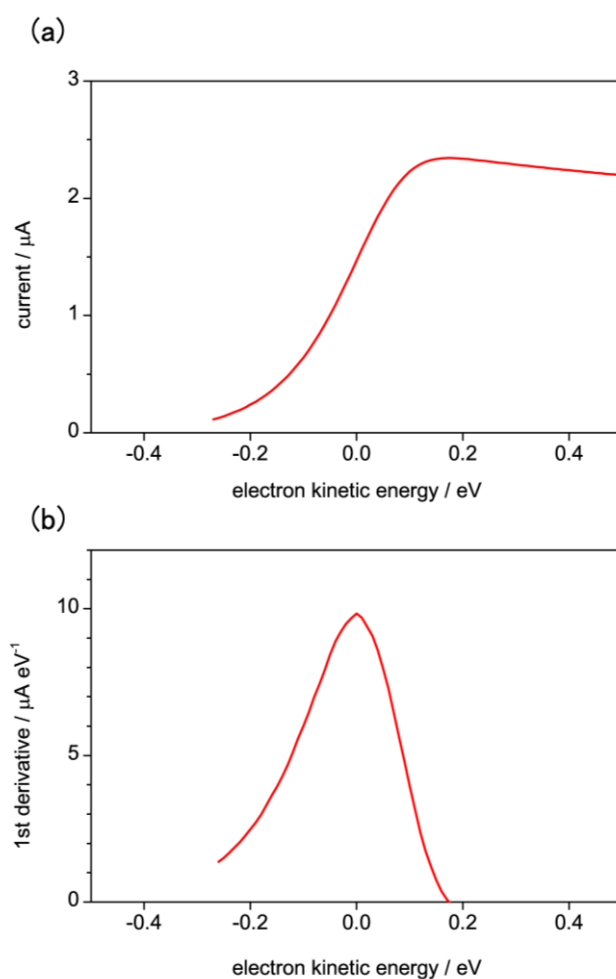 (a)
3
2
1
0
current / μA
-0.4 -0.2 0.0 0.2 0.4
electron kinetic energy / eV
(b)
10
5
0
1st derivative / μA eV⁻¹
-0.4 -0.2 0.0 0.2 0.4
electron kinetic energy / eV